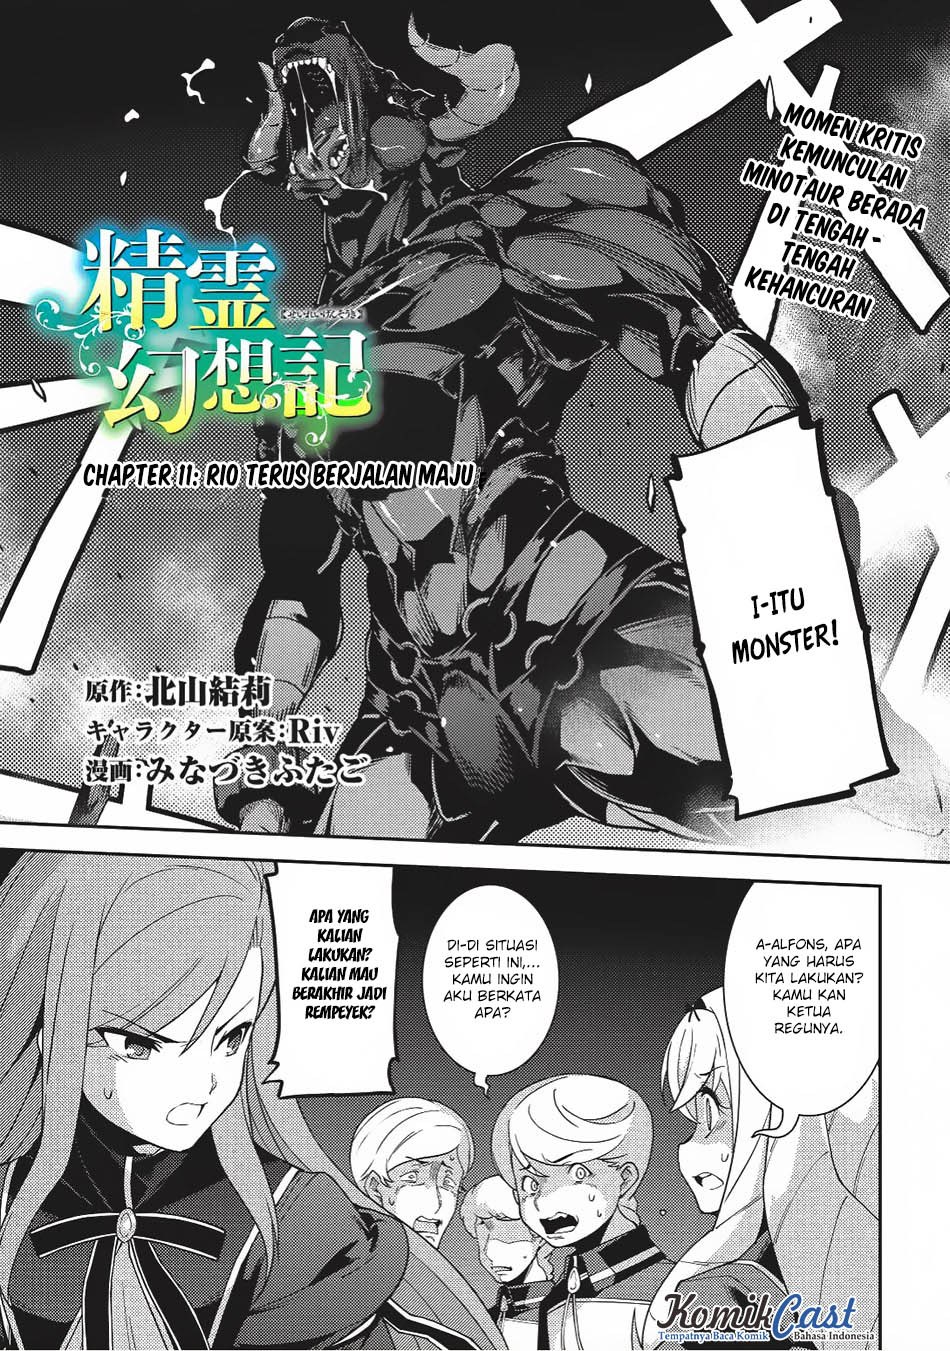 MOMEN KRITIS
KEMUNCULAN
MINOTAUR BERADA
DI TENGAH -
TENGAH
KEHANCURAN
精霊
幻想記
CHAPTER 11: RIO TERUS BERJALAN MAJU
I-ITU
MONSTER!
原作:北山結莉
キャラクター原案:Riv
漫画:みなづきふたご
A-ALFONS, APA
YANG HARUS
KITA LAKUKAN?
KAMU KAN
KETUA
REGUNYA.
DI-DI SITUASI
SEPERTI INI,...
KAMU INGIN
AKU BERKATA
APA?
APA YANG
KALIAN
LAKUKAN?
KALIAN MAU
BERAKHIR JADI
REMPEYEK?
KomikCast
Tempatnya Baca Komik Bahasa Indonesia